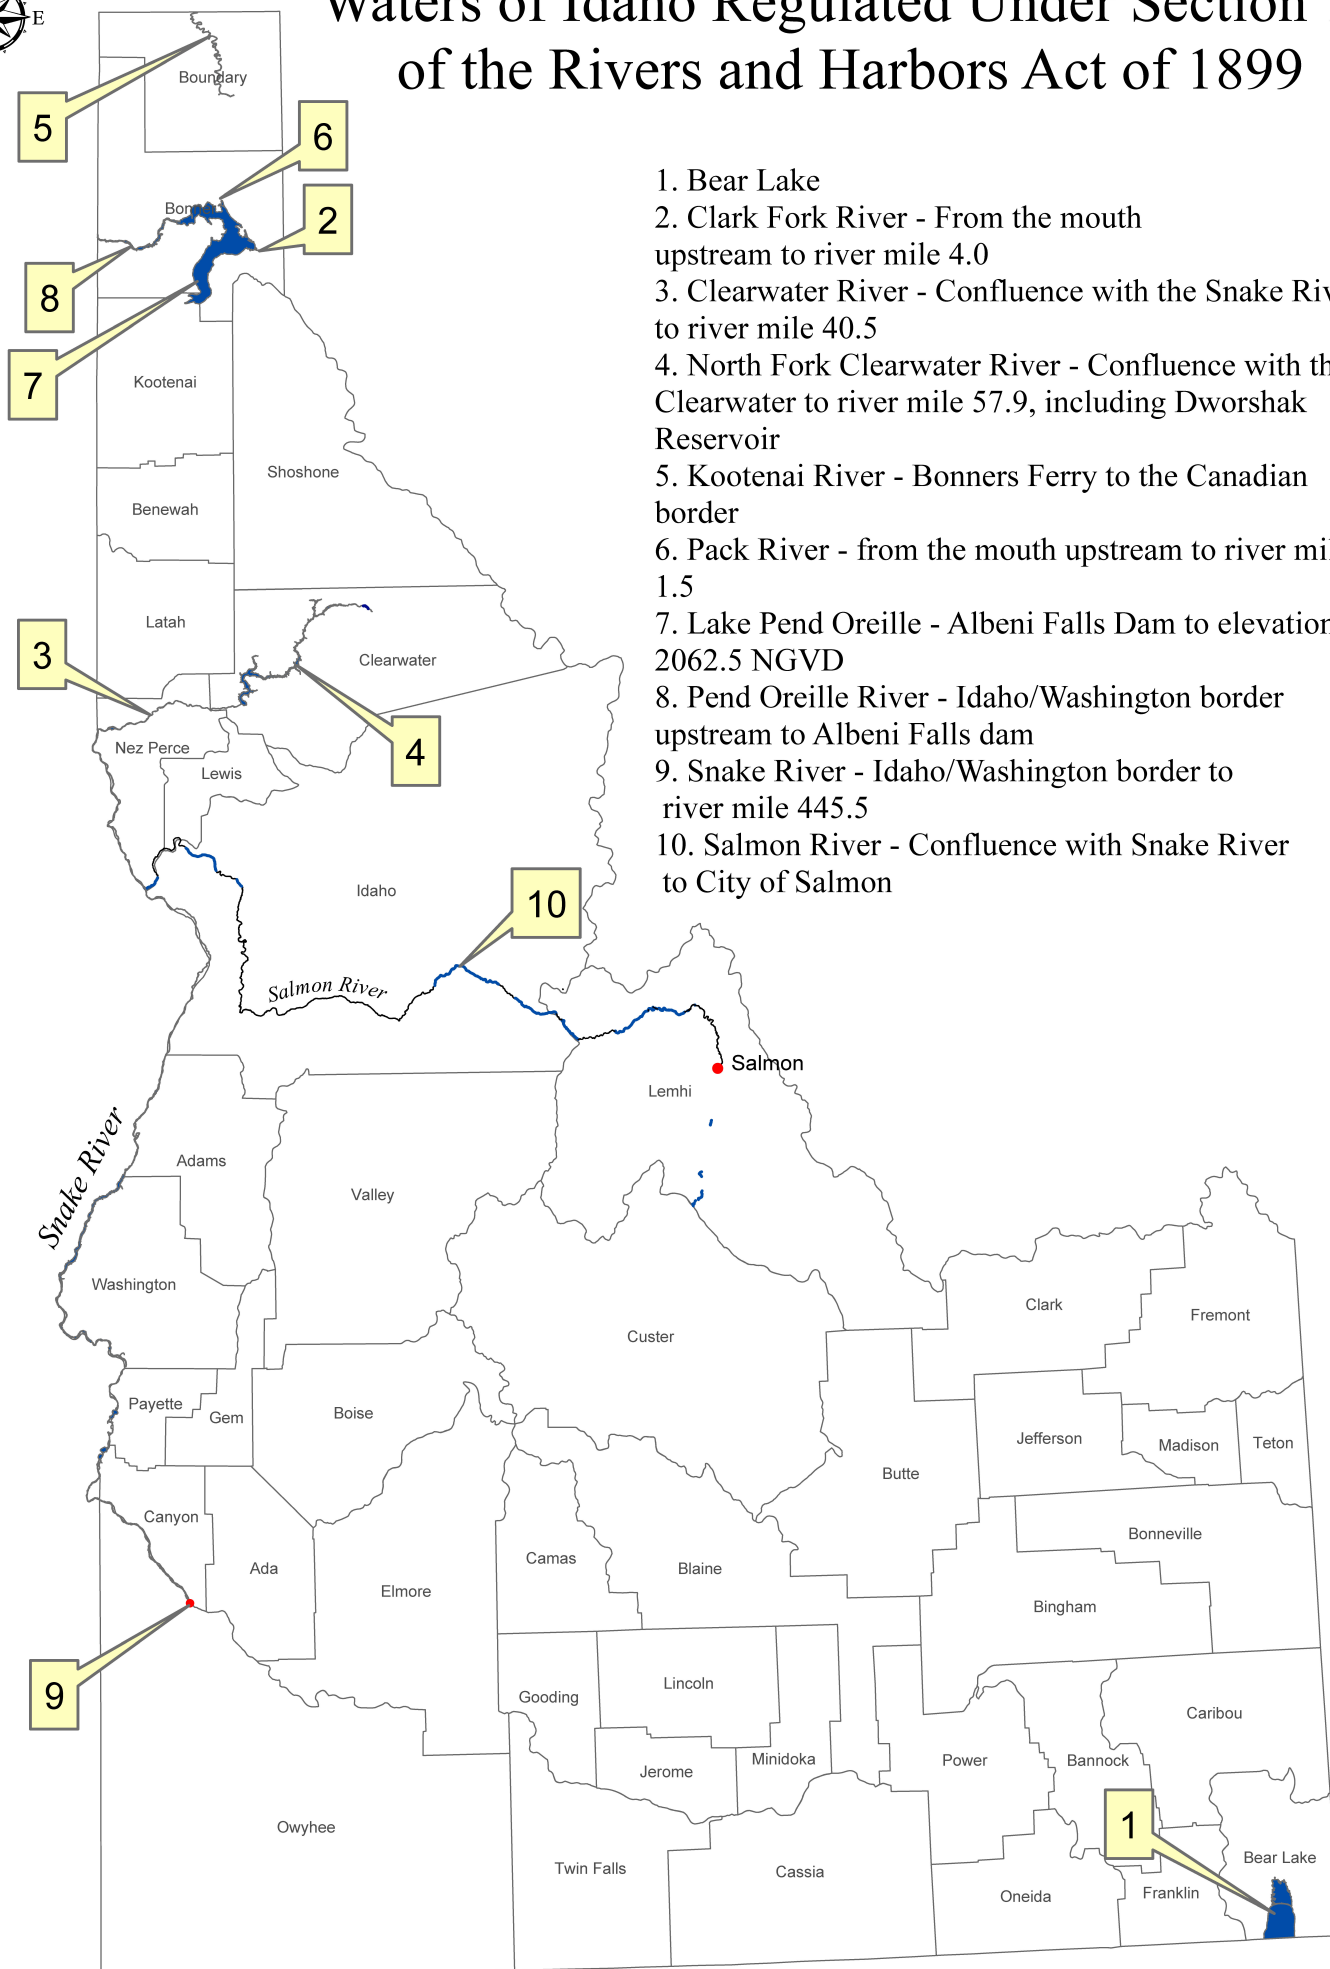 E
Waters of Idaho Regulated Under Section
of the Rivers and Harbors Act of 1899
1. Bear Lake
2. Clark Fork River - From the mouth
upstream to river mile 4.0
3. Clearwater River - Confluence with the Snake
to river mile 40.5
4. North Fork Clearwater River - Confluence with
Clearwater to river mile 57.9, including Dworshak
Reservoir
5. Kootenai River - Bonners Ferry to the Canadian
border
6. Pack River - from the mouth upstream to river
1.5
7. Lake Pend Oreille - Albeni Falls Dam to elevation
2062.5 NGVD
8. Pend Oreille River - Idaho/Washington border
upstream to Albeni Falls dam
9. Snake River - Idaho/Washington border to
river mile 445.5
10. Salmon River - Confluence with Snake River
to City of Salmon
Boundary
5
6
Bonner
2
8
7
Kootenai
Shoshone
Benewah
Latah
3
Clearwater
4
Nez Perce
Lewis
Idaho
10
Salmon River
Salmon
Lemhi
Snake River
Adams
Valley
Washington
Clark
Fremont
Custer
Payette
Gem
Boise
Jefferson
Madison
Teton
Butte
Canyon
Bonneville
Ada
Camas
Blaine
Elmore
Bingham
9
Gooding
Lincoln
Caribou
Jerome
Minidoka
Power
Bannock
Owyhee
1
Bear Lake
Twin Falls
Cassia
Oneida
Franklin